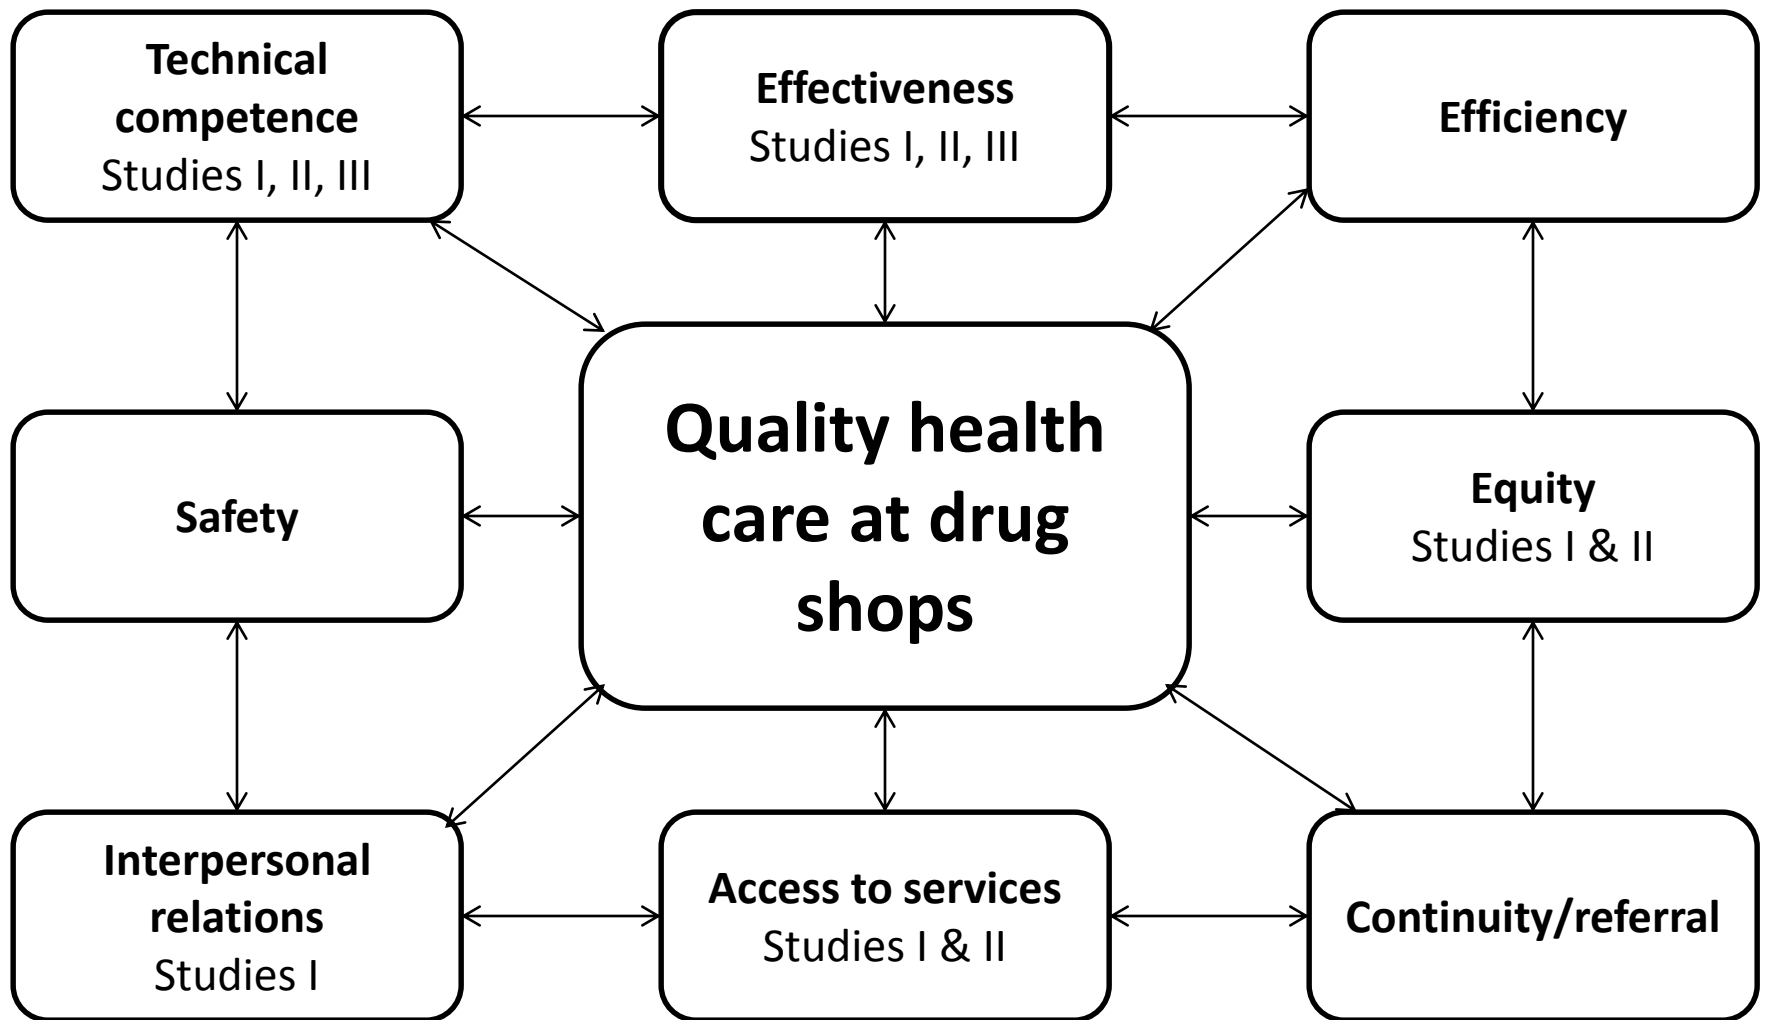 Technical
competence
Studies I, II, III
Effectiveness
Studies I, II, III
Efficiency
Quality health
care at drug
shops
Safety
Equity
Studies I & II
Interpersonal
relations
Studies I
Access to services
Studies I & II
Continuity/referral